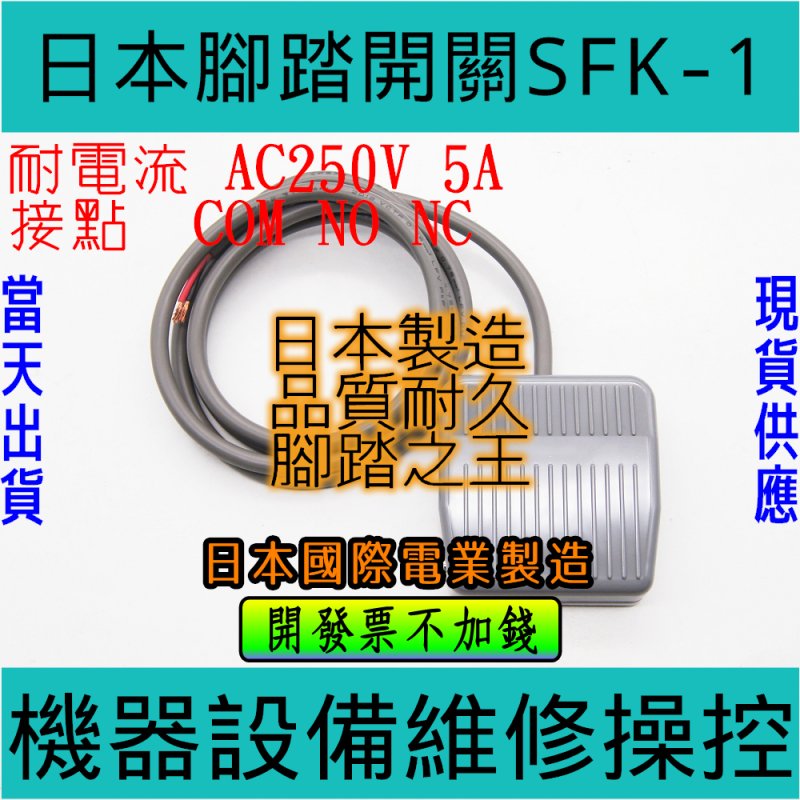 日本腳踏開關SFK-1
耐電流 AC250V 5A
接點 COM NO NC
當天出貨
現貨供應
日本製造
品質耐久
腳踏之王
日本國際電業製造
開發票不加錢
機器設備維修操控